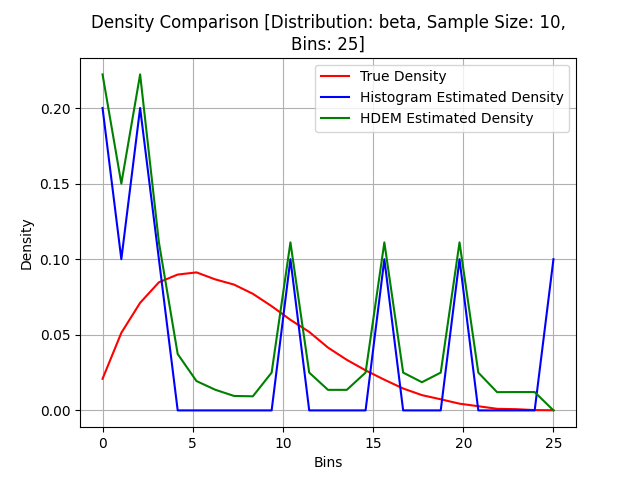 Density Comparison [Distribution: beta, Sample Size: 10,
Bins: 25]
True Density
Histogram Estimated Density
HDEM Estimated Density
Density
0.20
0.15
0.10
0.05
0.00
0 5 10 15 20 25
Bins